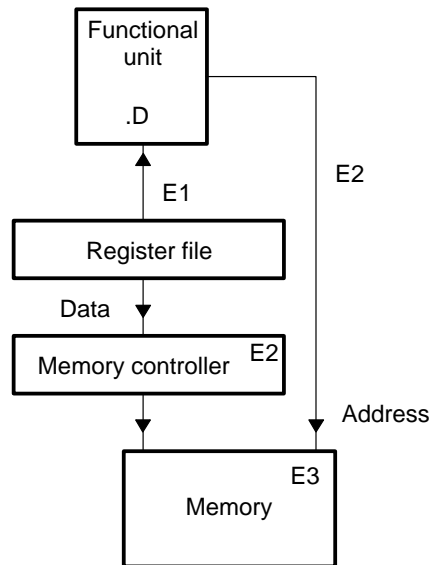 Functional
unit
.D
E1
E2
Register file
Data
Memory controller
E2
Address
E3
Memory